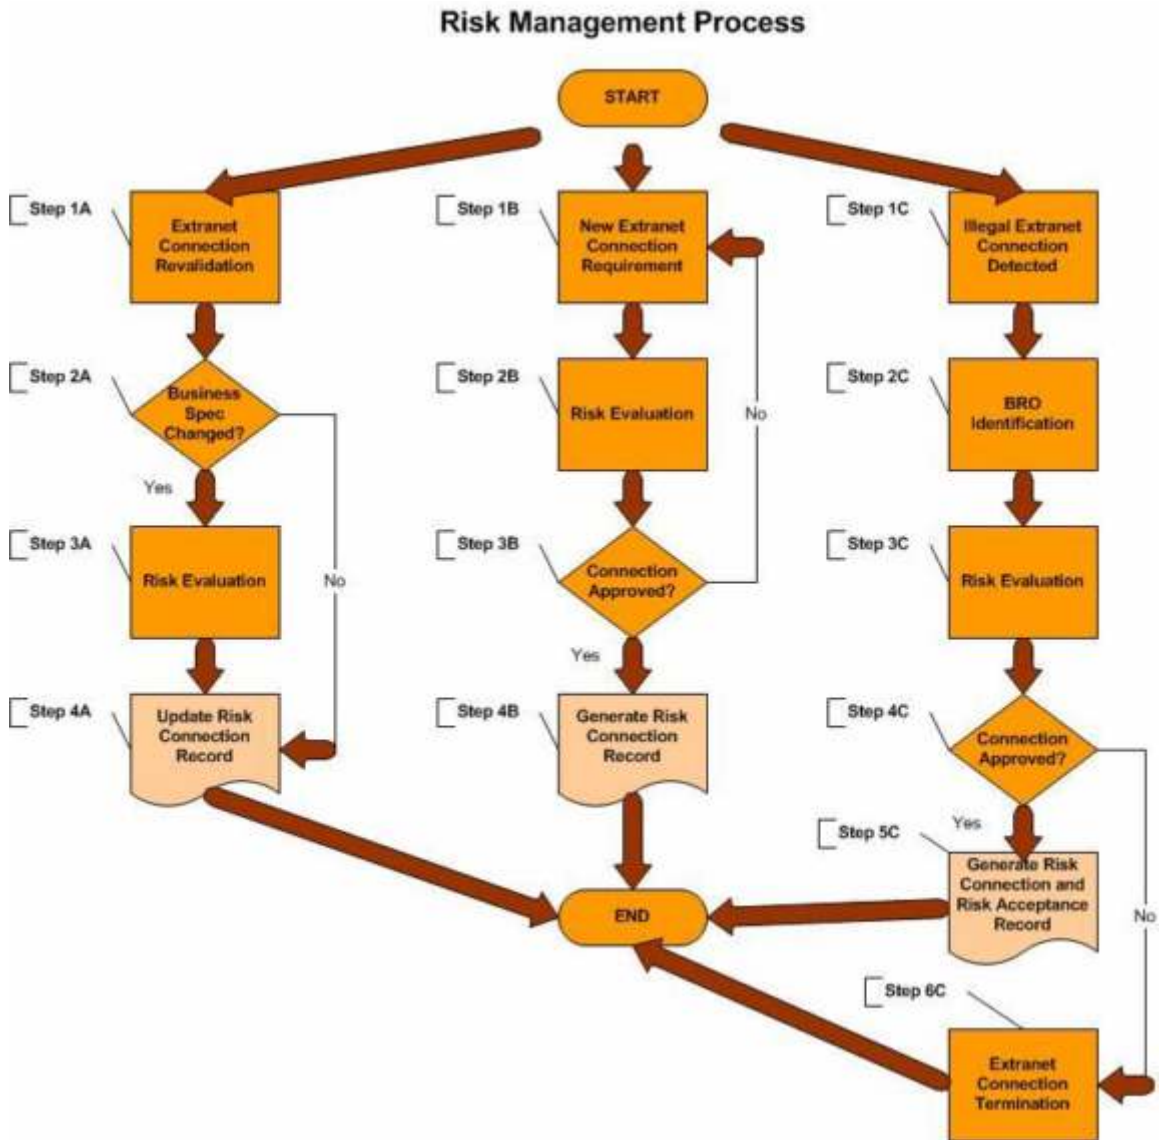 Risk Management Process
START
Step 1A
Extranet
Connection
Revalidation
Step 1B
New Extranet
Connection
Requirement
Step 1C
Illegal Extranet
Connection
Detected
Step 2A
Business
Spec
Changed?
Step 2B
Risk Evaluation
No
Step 2C
BRO
Identification
Yes
Step 3A
Risk Evaluation
No
Step 3B
Connection
Approved?
Step 3C
Risk Evaluation
Yes
Step 4A
Update Risk
Connection
Record
Step 4B
Generate Risk
Connection
Record
Step 4C
Connection
Approved?
Yes
Step 5C
Generate Risk
Connection and
Risk Acceptance
Record
No
END
Step 6C
Extranet
Connection
Termination